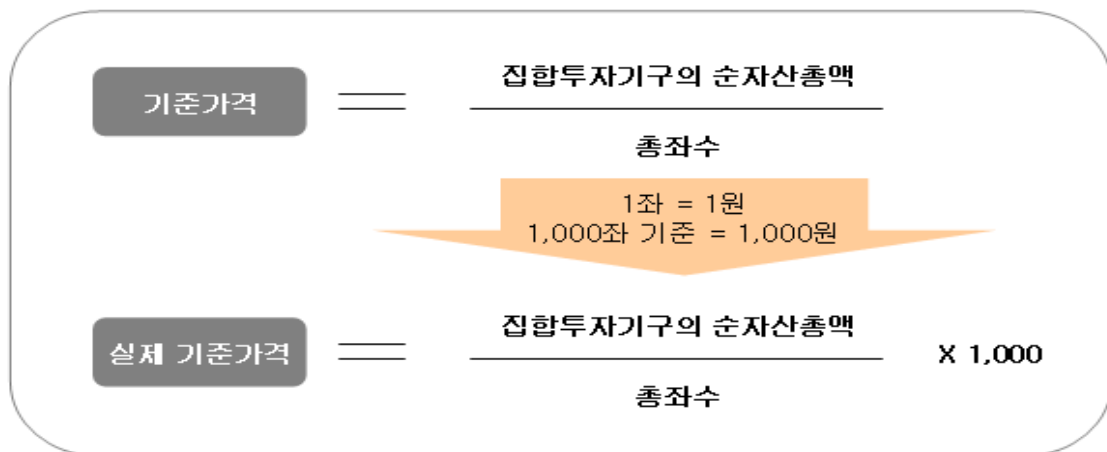 집합투자기구의 순자산총액
기준가격
총좌수
1좌 = 1원
1,000좌 기준 = 1,000원
집합투자기구의 순자산총액
실제 기준가격
X 1,000
총좌수